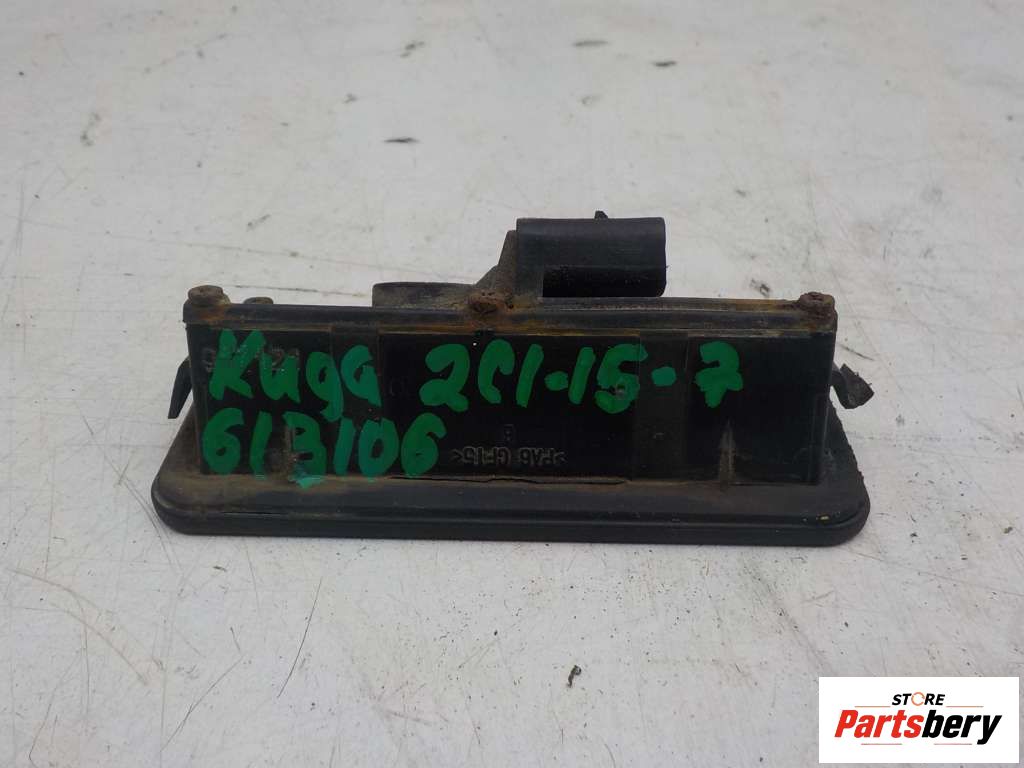 Kuga 2C1-15-7
613106
>PA6 GF15<
STORE
Partsbery